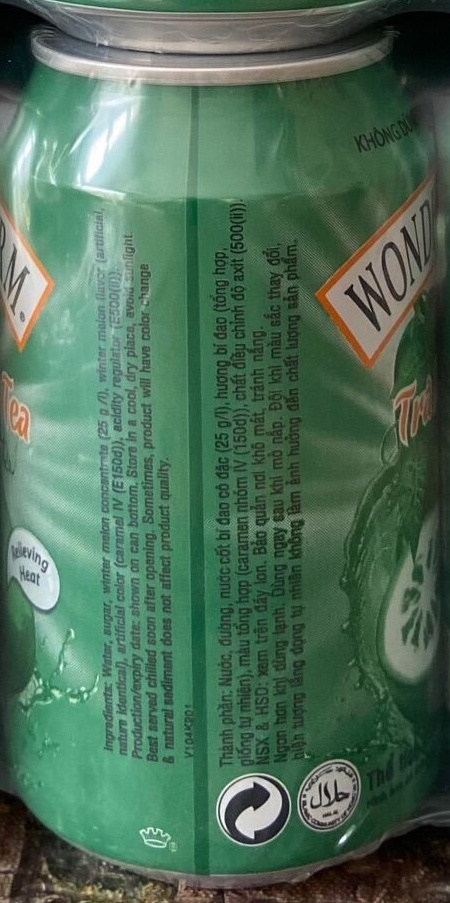 KHÔNG
WOND
Trà
RM®
Tea
Relieving
Heat
Ingredients: Water, sugar, winter melon concentrate (25 g /l), winter melon flavor (artificial,
nature identical), artificial color (caramel IV (E150d)), acidity regulator (E500(ii)).
Production/expiry date: shown on can bottom. Store in a cool, dry place, avoid sunlight.
Best served chilled soon after opening. Sometimes, product will have color change
& natural sediment does not affect product quality.
V104KR01
Thành phần: Nước, đường, nước cốt bí đao cô đặc (25 g/l), hương bí đao (tổng hợp,
giống tự nhiên), màu tổng hợp (caramen nhóm IV (150d)), chất điều chỉnh độ axit (500(ii)).
NSX & HSD: xem trên đáy lon. Bảo quản nơi khô mát, tránh nắng.
Ngon hơn khi dùng lạnh. Dùng ngay sau khi mở nắp. Đôi khi màu sắc thay đổi,
hiện tượng lắng đọng tự nhiên không làm ảnh hưởng đến chất lượng sản phẩm.
حلال
HALAL